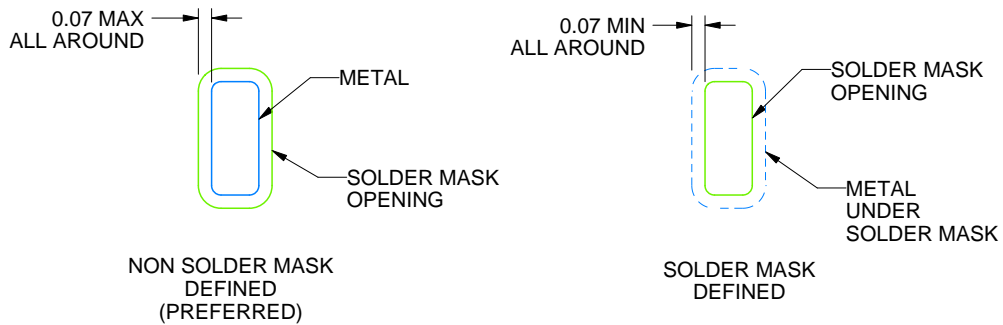 0.07 MAX
ALL AROUND
METAL
SOLDER MASK
OPENING
NON SOLDER MASK
DEFINED
(PREFERRED)
0.07 MIN
ALL AROUND
SOLDER MASK
OPENING
METAL
UNDER
SOLDER MASK
SOLDER MASK
DEFINED